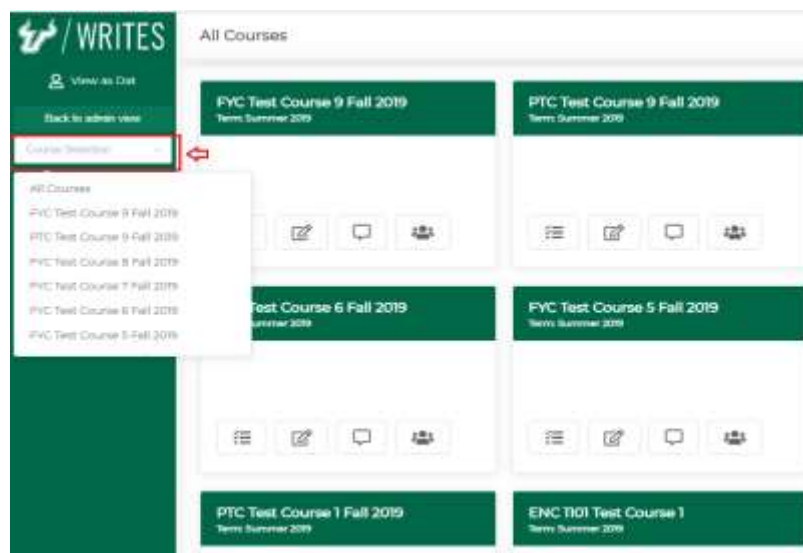 / WRITES
All Courses
View as Dat
Back to admin view
Course Selection
All Courses
FYC Test Course 9 Fall 2019
PTC Test Course 9 Fall 2019
FYC Test Course 8 Fall 2019
FYC Test Course 7 Fall 2019
FYC Test Course 6 Fall 2019
FYC Test Course 5 Fall 2019
FYC Test Course 9 Fall 2019
Term: Summer 2019
PTC Test Course 9 Fall 2019
Term: Summer 2019
Test Course 6 Fall 2019
Summer 2019
FYC Test Course 5 Fall 2019
Term: Summer 2019
PTC Test Course 1 Fall 2019
Term: Summer 2019
ENC 1101 Test Course 1
Term: Summer 2019